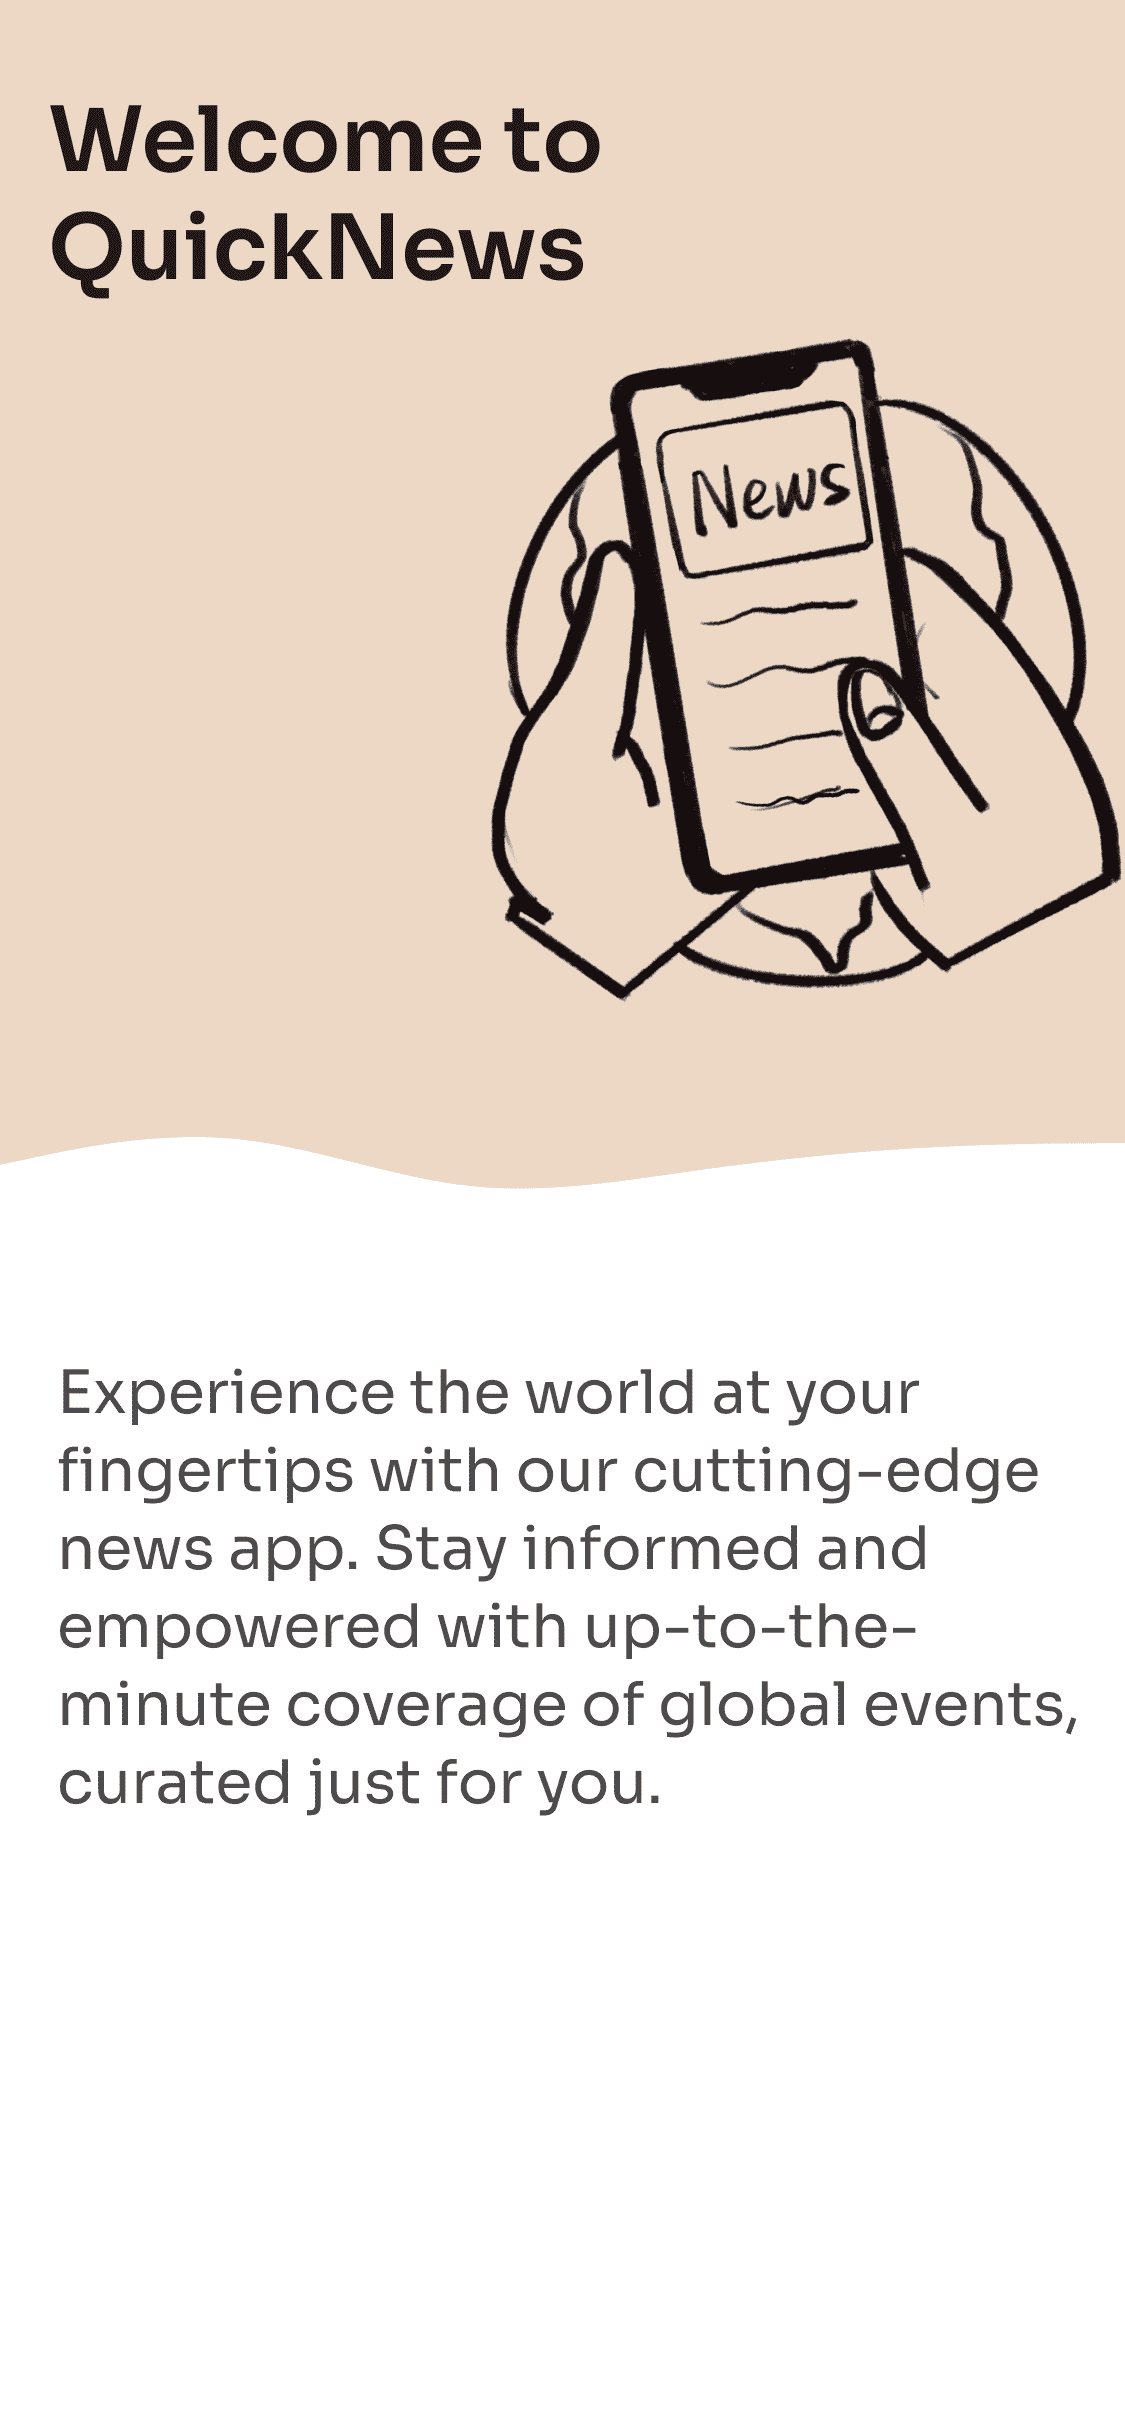 Welcome to
QuickNews
News
Experience the world at your
fingertips with our cutting-edge
news app. Stay informed and
empowered with up-to-the-
minute coverage of global events,
curated just for you.